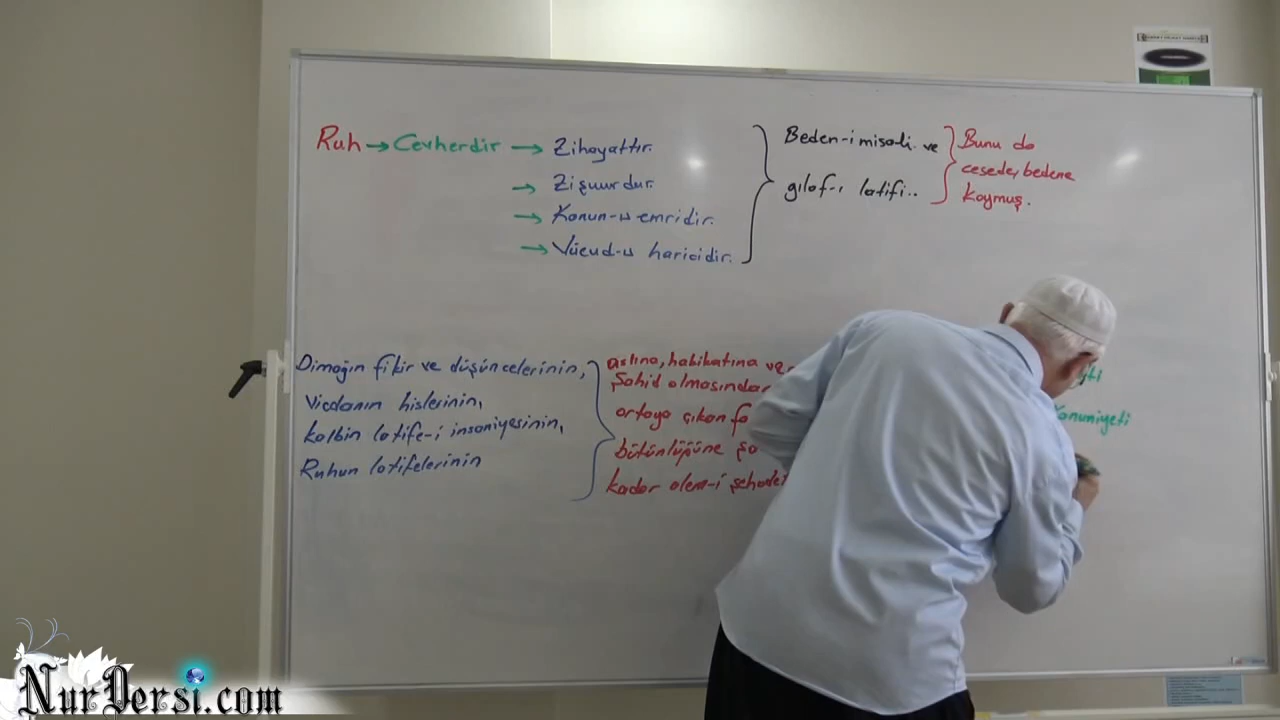 Ruh → Cevherdir → Zihayattır.
→ Zişuurdur.
→ Kanun-u emridir.
→ Vücud-u haricidir.
Beden-i misali ve
gılaf-ı latifi..
Bunu da
cesede, bedene
koymuş.
Dimağın fikir ve düşüncelerinin,
Vicdanın hislerinin,
kalbin latife-i insaniyesinin,
Ruhun latifelerinin
aslına, hakikatına ve
şahid olmasından
ortaya çıkan
bütünlüğüne
kadar alem-i şehadet
Kanuniyeti
NurDersi.com